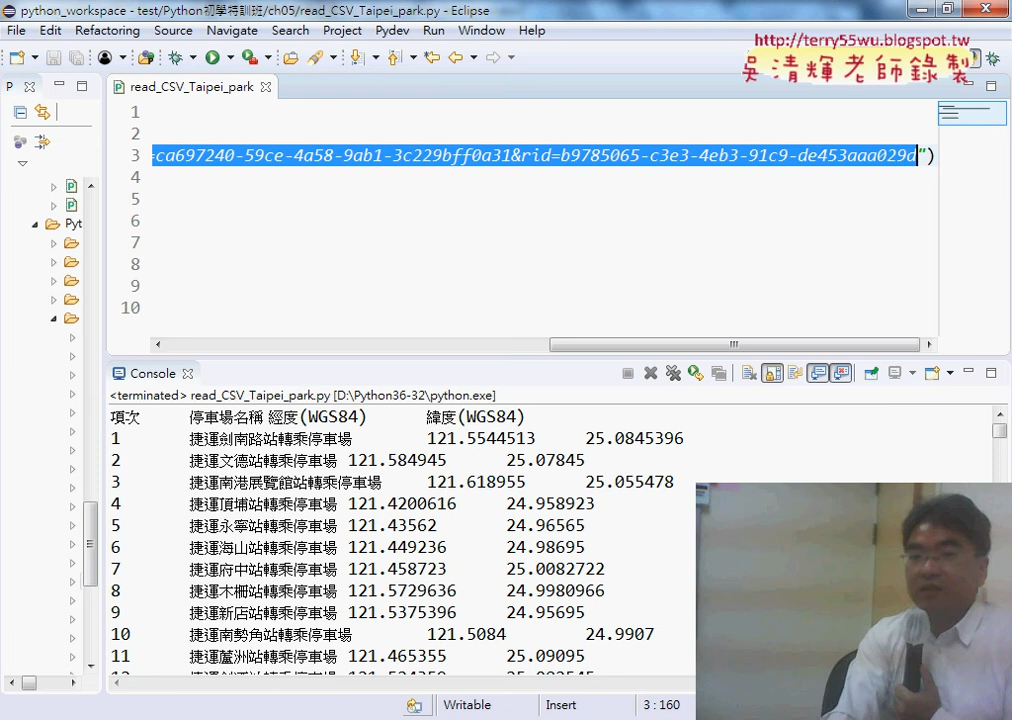 python_workspace - test/Python初學特訓班/ch05/read_CSV_Taipei_park.py - Eclipse
File Edit Refactoring Source Navigate Search Project Pydev Run Window Help
http://terry55wu.blogspot.tw
吳清輝老師錄製
P
read_CSV_Taipei_park
1
2
3 =ca697240-59ce-4a58-9ab1-3c229bff0a31&rid=b9785065-c3e3-4eb3-91c9-de453aaa029d")
4
5
6
7
8
9
10
Pyt
Console
<terminated> read_CSV_Taipei_park.py [D:\Python36-32\python.exe]
項次 停車場名稱 經度(WGS84) 緯度(WGS84)
1 捷運劍南路站轉乘停車場 121.5544513 25.0845396
2 捷運文德站轉乘停車場 121.584945 25.07845
3 捷運南港展覽館站轉乘停車場 121.618955 25.055478
4 捷運頂埔站轉乘停車場 121.4200616 24.958923
5 捷運永寧站轉乘停車場 121.43562 24.96565
6 捷運海山站轉乘停車場 121.449236 24.98695
7 捷運府中站轉乘停車場 121.458723 25.0082722
8 捷運木柵站轉乘停車場 121.5729636 24.9980966
9 捷運新店站轉乘停車場 121.5375396 24.95695
10 捷運南勢角站轉乘停車場 121.5084 24.9907
11 捷運蘆洲站轉乘停車場 121.465355 25.09095
Writable Insert 3 : 160